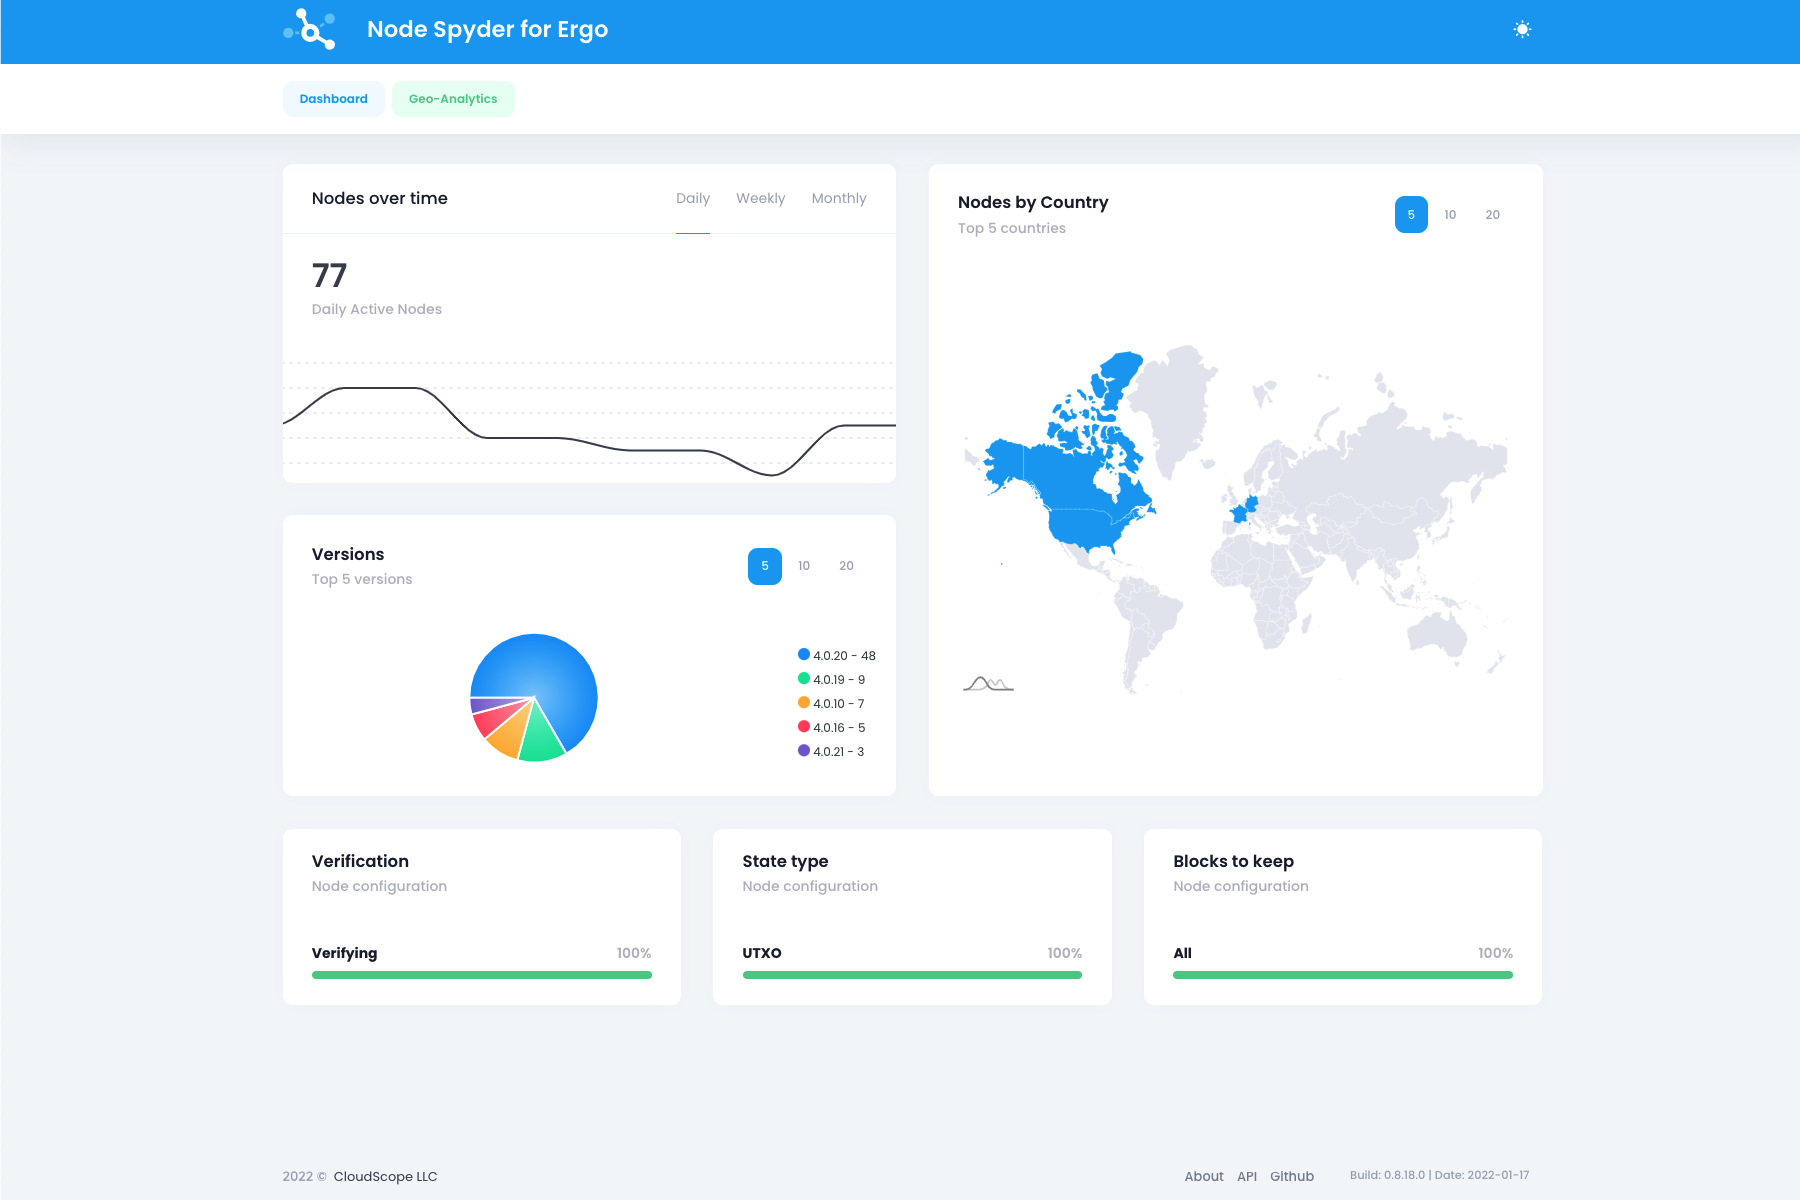 Node Spyder for Ergo
Dashboard
Geo-Analytics
Nodes over time
Daily Weekly Monthly
77
Daily Active Nodes
Nodes by Country
Top 5 countries
5 10 20
Versions
Top 5 versions
5 10 20
4.0.20 - 48
4.0.19 - 9
4.0.10 - 7
4.0.16 - 5
4.0.21 - 3
Verification
Node configuration
Verifying 100%
State type
Node configuration
UTXO 100%
Blocks to keep
Node configuration
All 100%
2022 © CloudScope LLC
About API Github
Build: 0.8.18.0 | Date: 2022-01-17